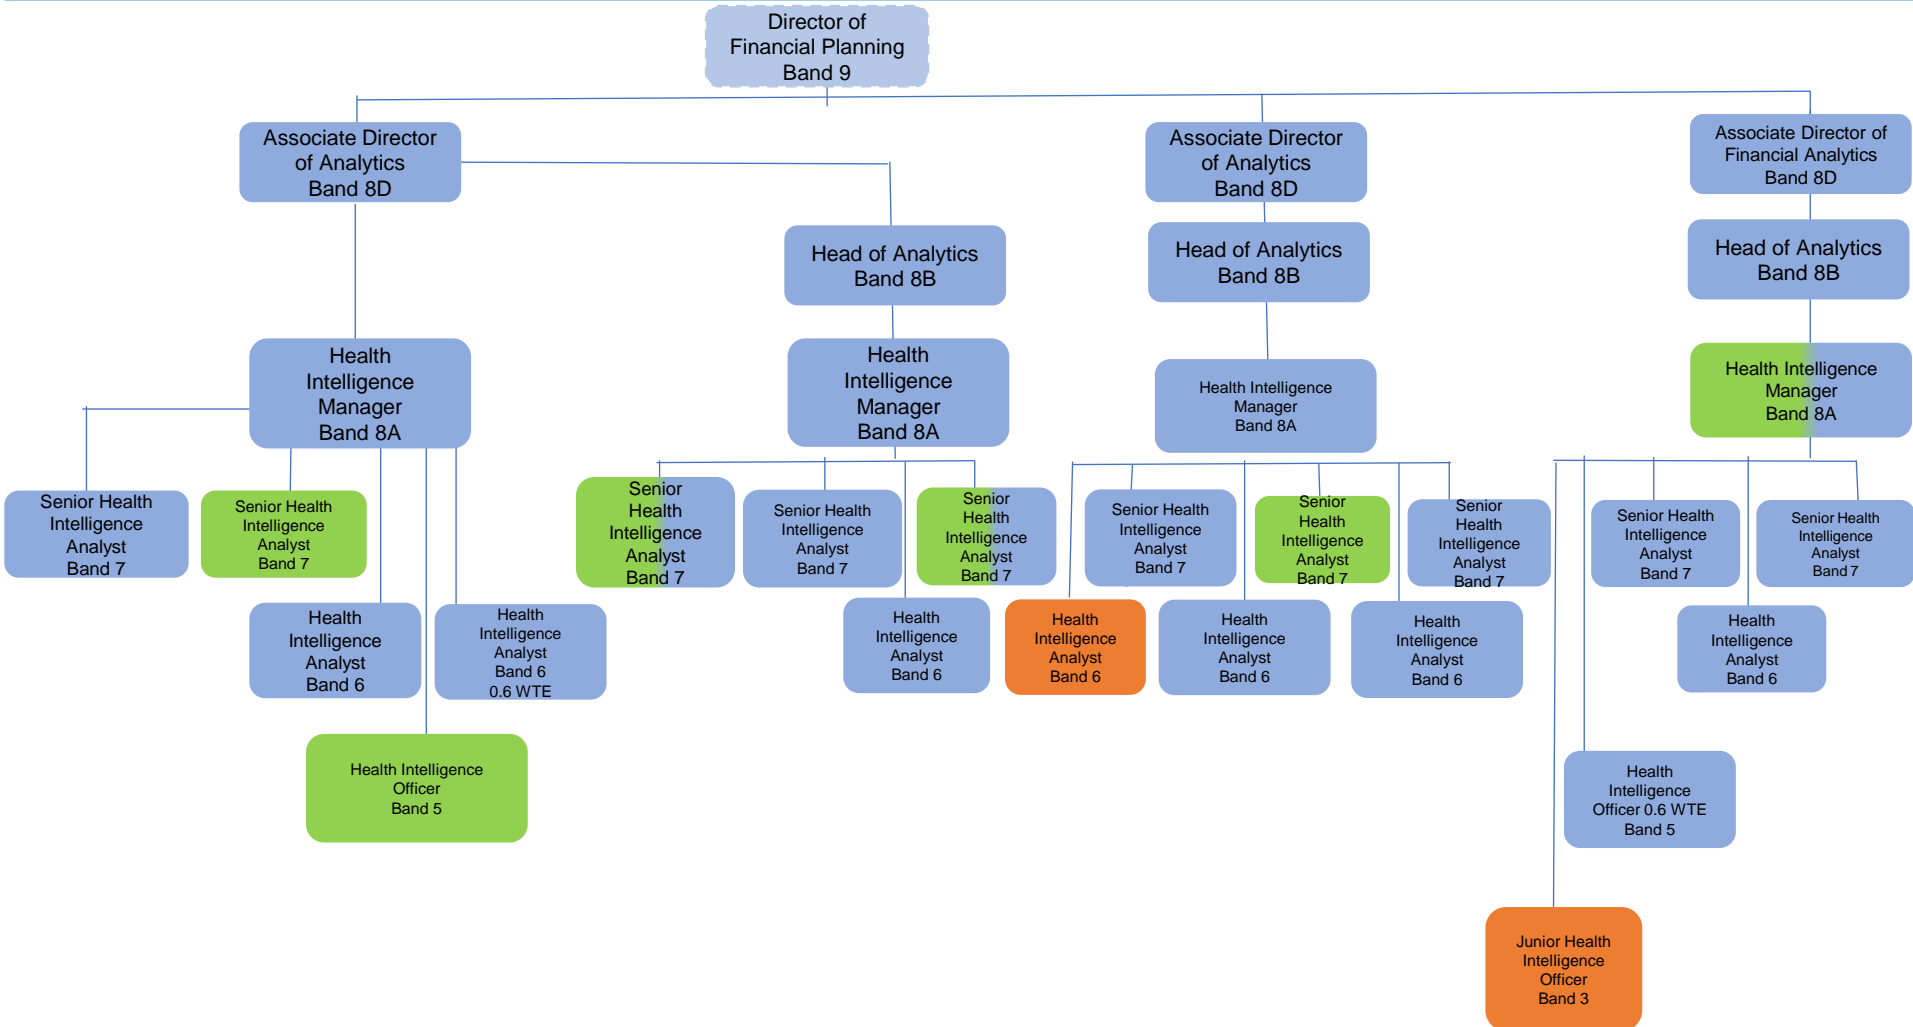 Director of
Financial Planning
Band 9
Associate Director
of Analytics
Band 8D
Associate Director
of Analytics
Band 8D
Associate Director of
Financial Analytics
Band 8D
Head of Analytics
Band 8B
Head of Analytics
Band 8B
Head of Analytics
Band 8B
Health
Intelligence
Manager
Band 8A
Health
Intelligence
Manager
Band 8A
Health Intelligence
Manager
Band 8A
Health Intelligence
Manager
Band 8A
Senior Health
Intelligence
Analyst
Band 7
Senior Health
Intelligence
Analyst
Band 7
Senior
Health
Intelligence
Analyst
Band 7
Senior Health
Intelligence
Analyst
Band 7
Senior
Health
Intelligence
Analyst
Band 7
Senior Health
Intelligence
Analyst
Band 7
Senior
Health
Intelligence
Analyst
Band 7
Senior
Health
Intelligence
Analyst
Band 7
Senior Health
Intelligence
Analyst
Band 7
Senior Health
Intelligence
Analyst
Band 7
Health
Intelligence
Analyst
Band 6
Health
Intelligence
Analyst
Band 6
0.6 WTE
Health
Intelligence
Analyst
Band 6
Health
Intelligence
Analyst
Band 6
Health
Intelligence
Analyst
Band 6
Health
Intelligence
Analyst
Band 6
Health
Intelligence
Analyst
Band 6
Health Intelligence
Officer
Band 5
Health
Intelligence
Officer 0.6 WTE
Band 5
Junior Health
Intelligence
Officer
Band 3